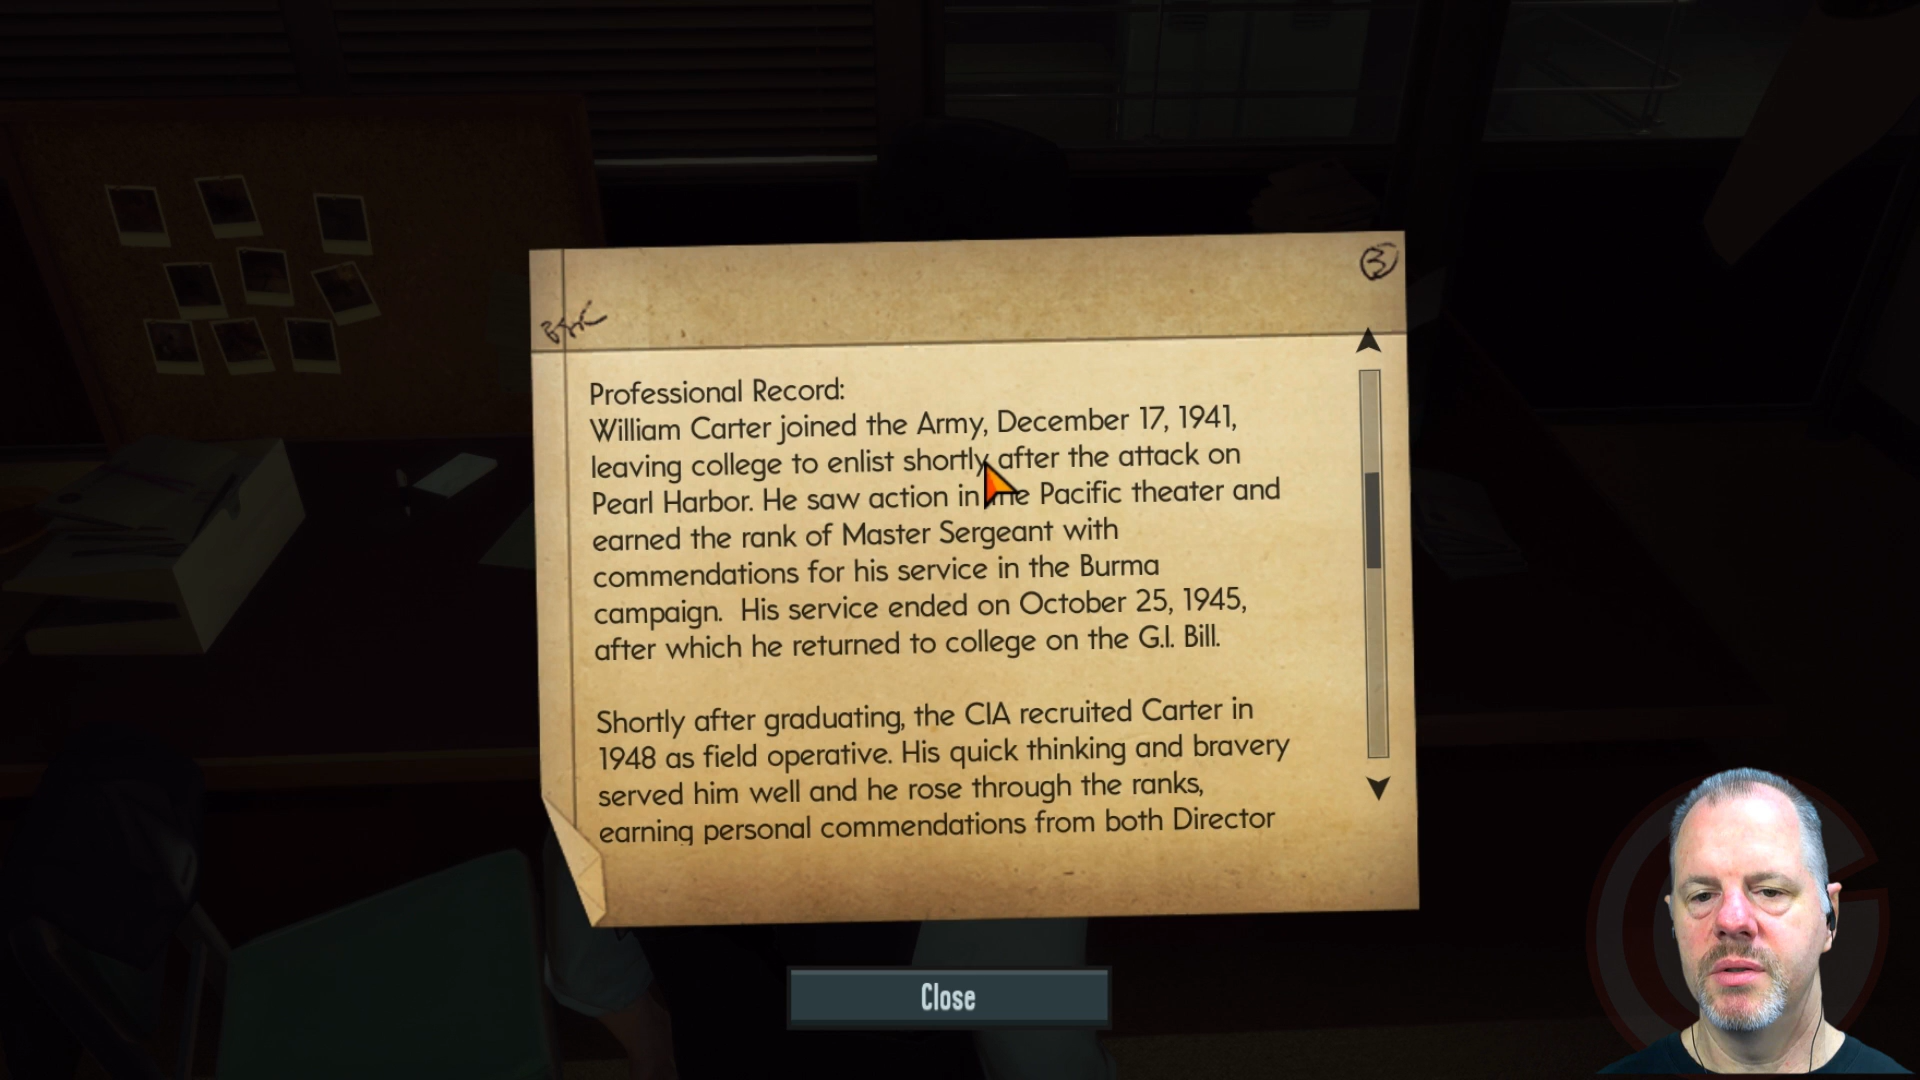 3
Professional Record:
William Carter joined the Army, December 17, 1941,
leaving college to enlist shortly after the attack on
Pearl Harbor. He saw action in the Pacific theater and
earned the rank of Master Sergeant with
commendations for his service in the Burma
campaign.  His service ended on October 25, 1945,
after which he returned to college on the G.I. Bill.
Shortly after graduating, the CIA recruited Carter in
1948 as field operative. His quick thinking and bravery
served him well and he rose through the ranks,
earning personal commendations from both Director
Close